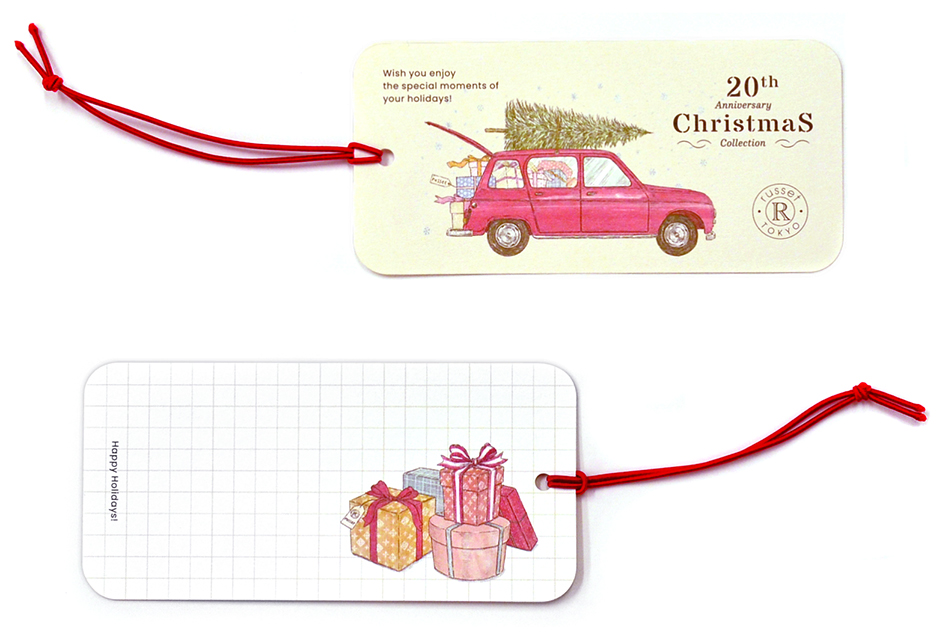 Wish you enjoy
the special moments of
your holidays!
20th
Anniversary
ChristmaS
Collection
russet
R
TOKYO
Happy Holidays!